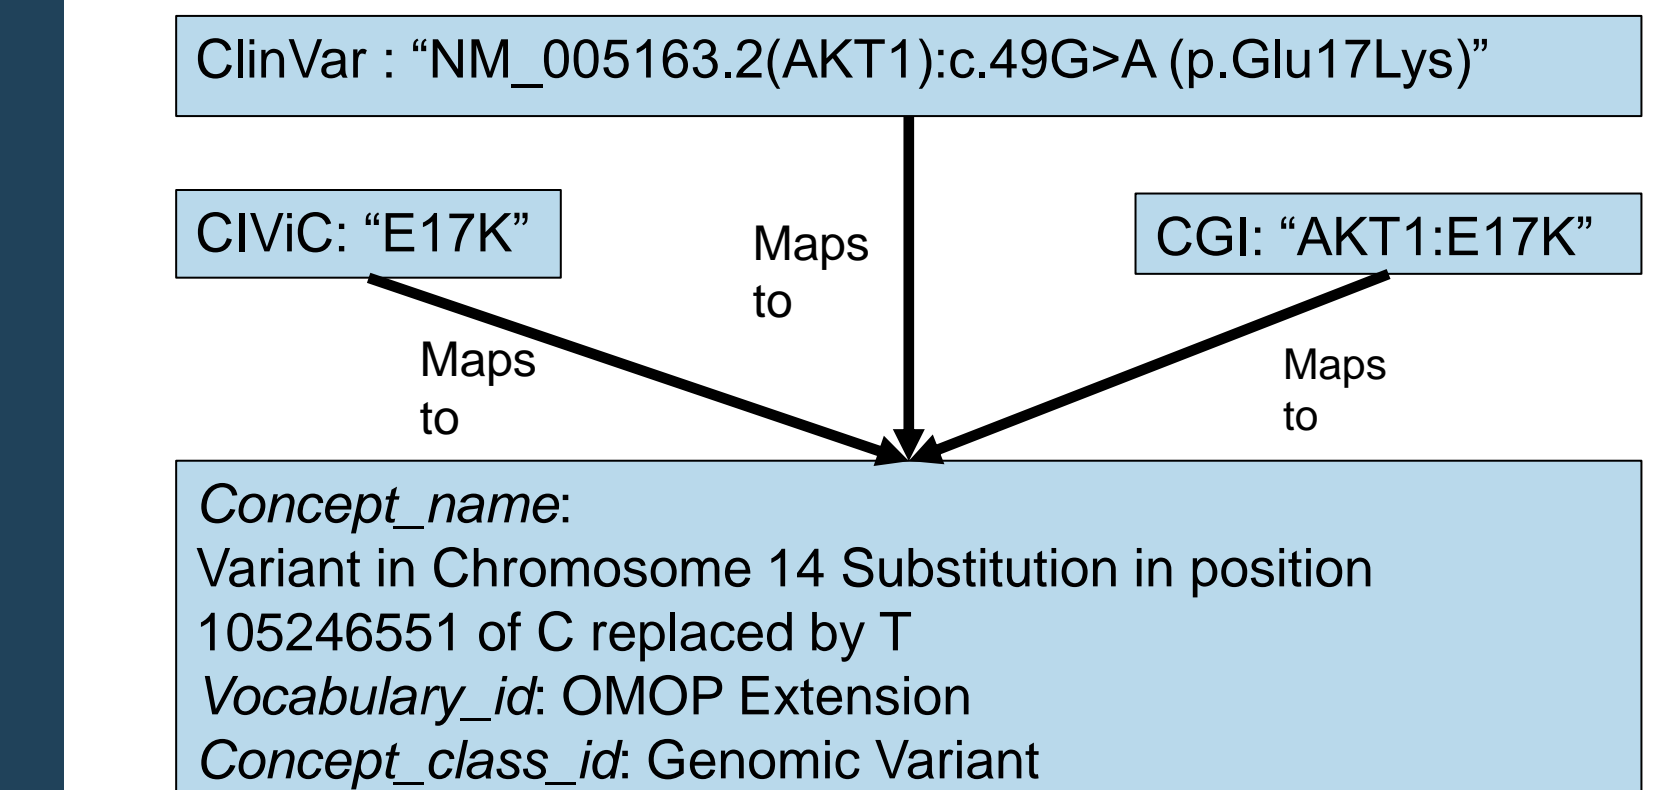 ClinVar : “NM_005163.2(AKT1):c.49G>A (p.Glu17Lys)”
CIViC: “E17K”
Maps
to
CGI: “AKT1:E17K”
Maps
to
Maps
to
Concept_name:
Variant in Chromosome 14 Substitution in position
105246551 of C replaced by T
Vocabulary_id: OMOP Extension
Concept_class_id: Genomic Variant